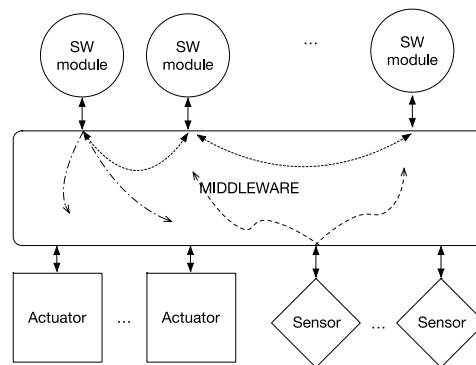 SW
module
SW
module
...
SW
module
MIDDLEWARE
Actuator
...
Actuator
Sensor
...
Sensor